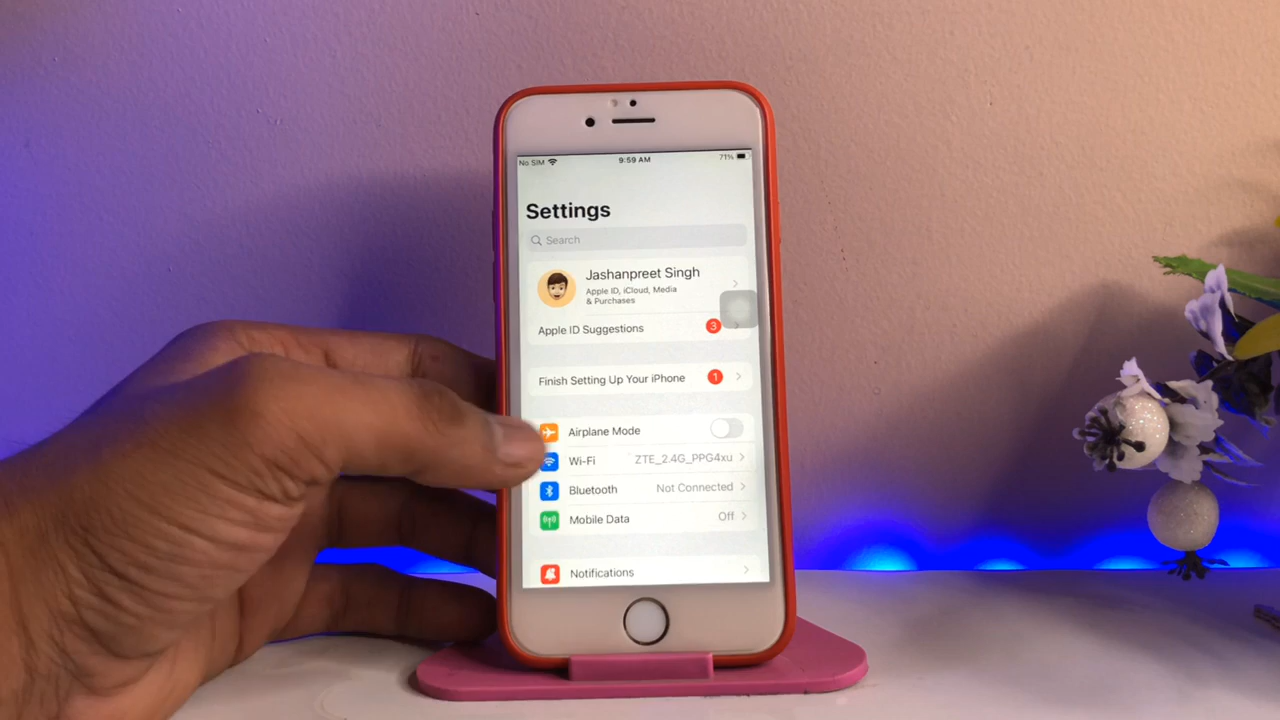 No SIM 9:59 AM 71%
Settings
Search
Jashanpreet Singh
Apple ID, iCloud, Media
& Purchases
Apple ID Suggestions 3
Finish Setting Up Your iPhone 1
Airplane Mode
Wi-Fi ZTE_2.4G_PPG4xu
Bluetooth Not Connected
Mobile Data Off
Notifications